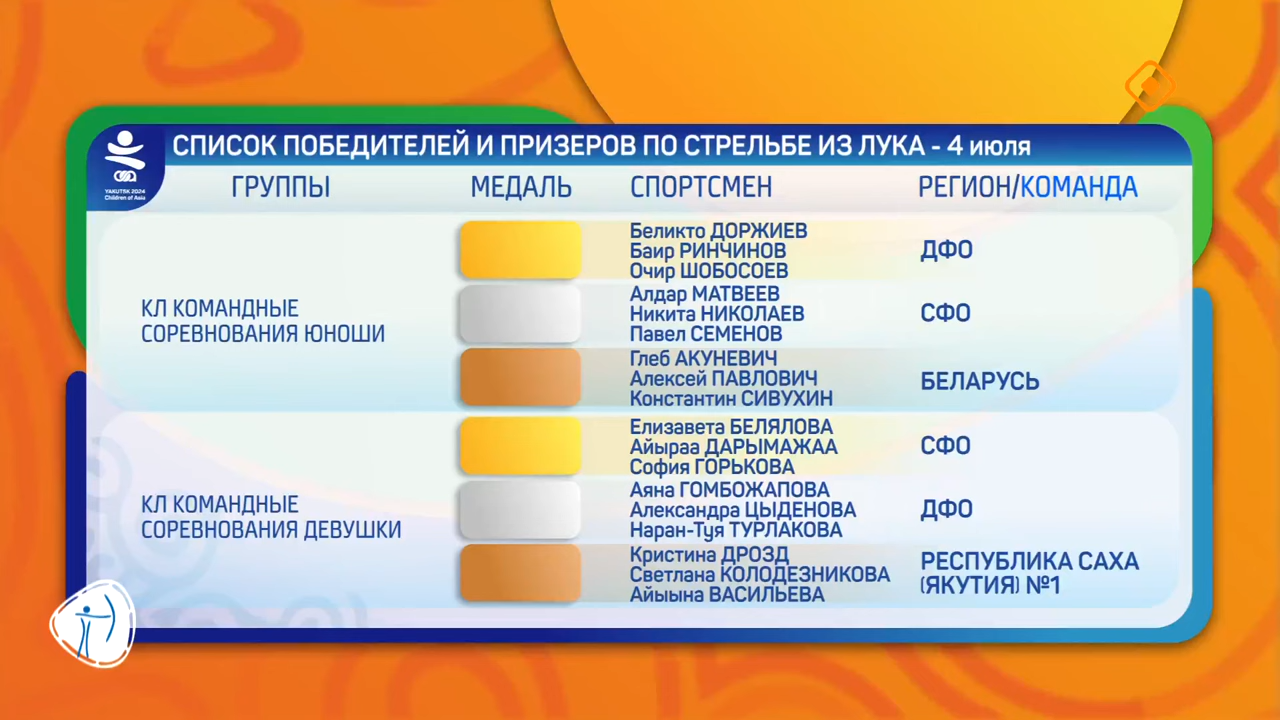 СПИСОК ПОБЕДИТЕЛЕЙ И ПРИЗЕРОВ ПО СТРЕЛЬБЕ ИЗ ЛУКА - 4 июля
YAKUTSK 2024
Children of Asia
ГРУППЫ МЕДАЛЬ СПОРТСМЕН РЕГИОН/КОМАНДА
КЛ КОМАНДНЫЕ
СОРЕВНОВАНИЯ ЮНОШИ
Беликто ДОРЖИЕВ
Баир РИНЧИНОВ
Очир ШОБОСОЕВ
ДФО
Алдар МАТВЕЕВ
Никита НИКОЛАЕВ
Павел СЕМЕНОВ
СФО
Глеб АКУНЕВИЧ
Алексей ПАВЛОВИЧ
Константин СИВУХИН
БЕЛАРУСЬ
КЛ КОМАНДНЫЕ
СОРЕВНОВАНИЯ ДЕВУШКИ
Елизавета БЕЛЯЛОВА
Айыраа ДАРЫМАЖАА
София ГОРЬКОВА
СФО
Аяна ГОМБОЖАПОВА
Александра ЦЫДЕНОВА
Наран-Туя ТУРЛАКОВА
ДФО
Кристина ДРОЗД
Светлана КОЛОДЕЗНИКОВА
Айыына ВАСИЛЬЕВА
РЕСПУБЛИКА САХА
(ЯКУТИЯ) №1